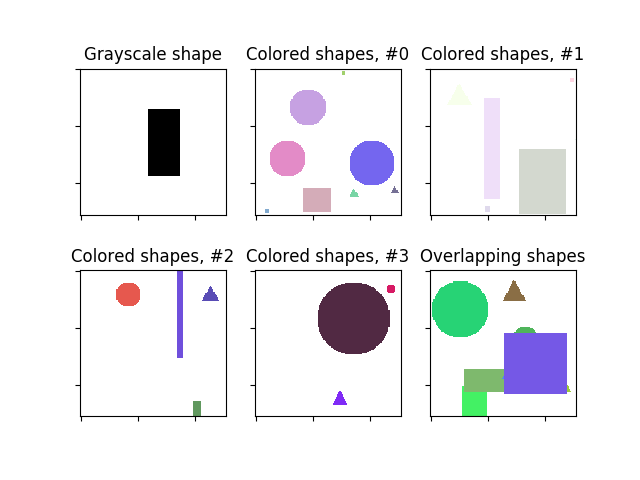 Grayscale shape
Colored shapes, #0
Colored shapes, #1
Colored shapes, #2
Colored shapes, #3
Overlapping shapes